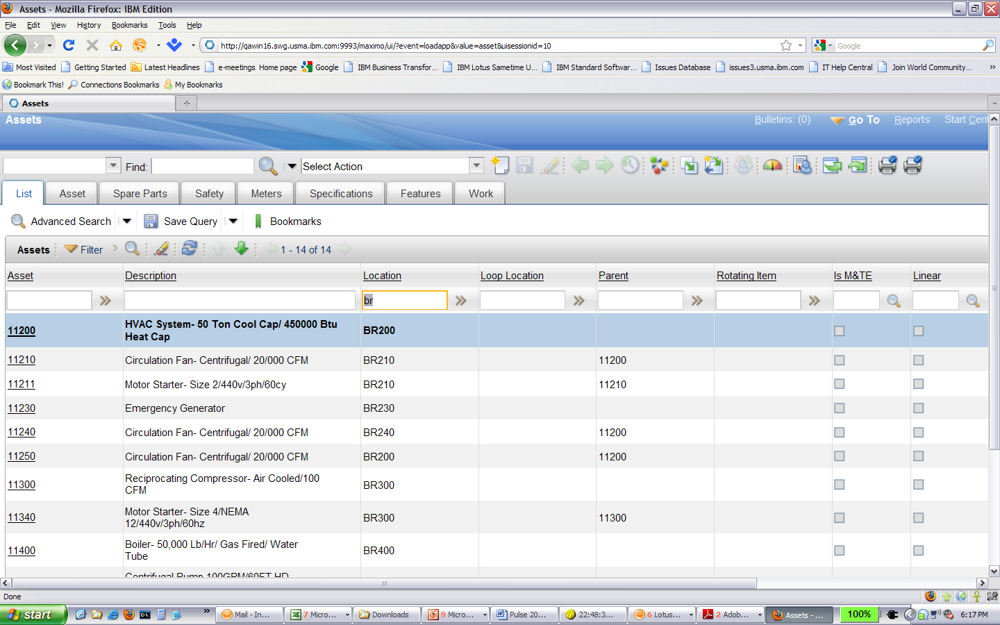 Assets - Mozilla Firefox: IBM Edition
File Edit View History Bookmarks Tools Help
http://qawin16.swg.usma.ibm.com:9993/maximo/ui/?event=loadapp&value=asset&uisessionid=10 Google
Most Visited Getting Started Latest Headlines e-meetings Home page Google IBM Business Transfor... IBM Lotus Sametime U... IBM Standard Softwar... Issues Database issues3.usma.ibm.com IT Help Central Join World Community... »
Bookmark This! Connections Bookmarks My Bookmarks
Assets
Assets Bulletins: (0) Go To Reports Start Cent
Find: Select Action
List Asset Spare Parts Safety Meters Specifications Features Work
Advanced Search Save Query Bookmarks
Assets Filter 1 - 14 of 14
Asset Description Location Loop Location Parent Rotating Item Is M&TE Linear
br
11200 HVAC System- 50 Ton Cool Cap/ 450000 Btu Heat Cap BR200
11210 Circulation Fan- Centrifugal/ 20/000 CFM BR210 11200
11211 Motor Starter- Size 2/440v/3ph/60cy BR210 11210
11230 Emergency Generator BR230
11240 Circulation Fan- Centrifugal/ 20/000 CFM BR240 11200
11250 Circulation Fan- Centrifugal/ 20/000 CFM BR200 11200
11300 Reciprocating Compressor- Air Cooled/100 CFM BR300
11340 Motor Starter- Size 4/NEMA 12/440v/3ph/60hz BR300 11300
11400 Boiler- 50,000 Lb/Hr/ Gas Fired/ Water Tube BR400
Centrifugal Pump 100GPM/60FT HD
Done
start » Mail - In... 7 Micro... Downloads 9 Micro... Pulse 20... 22:48:3... 6 Lotus... 2 Adob... Assets - ... 100% 6:17 PM